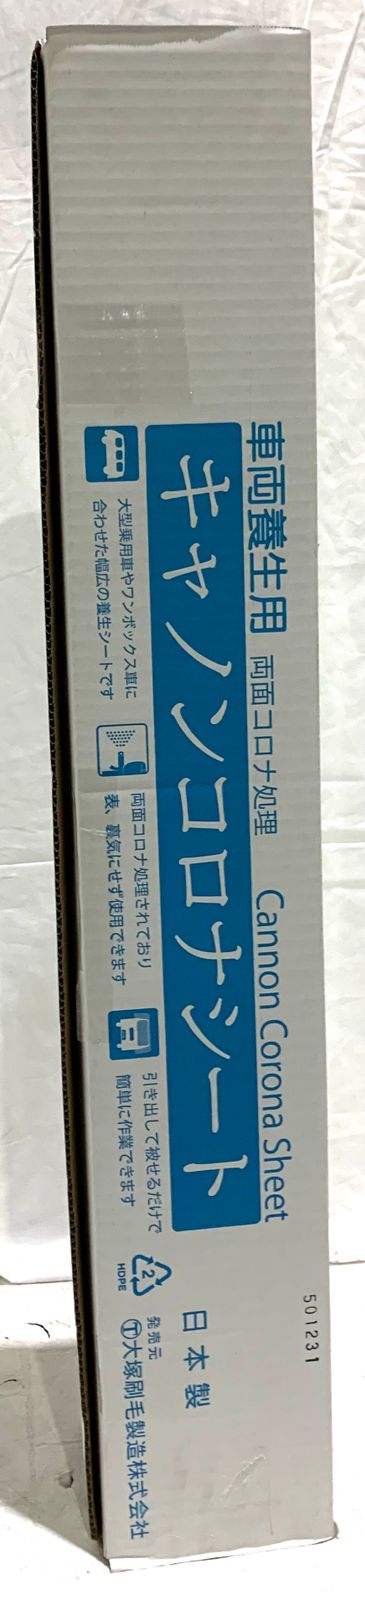 車両養生用 両面コロナ処理 Cannon Corona Sheet
キャノンコロナシート
大型乗用車やワンボックス車に
合わせた幅広の養生シートです
両面コロナ処理されており
表、裏気にせず使用できます
引き出して被せるだけで
簡単に作業できます
2
HDPE
日本製
発売元
T大塚刷毛製造株式会社
501231